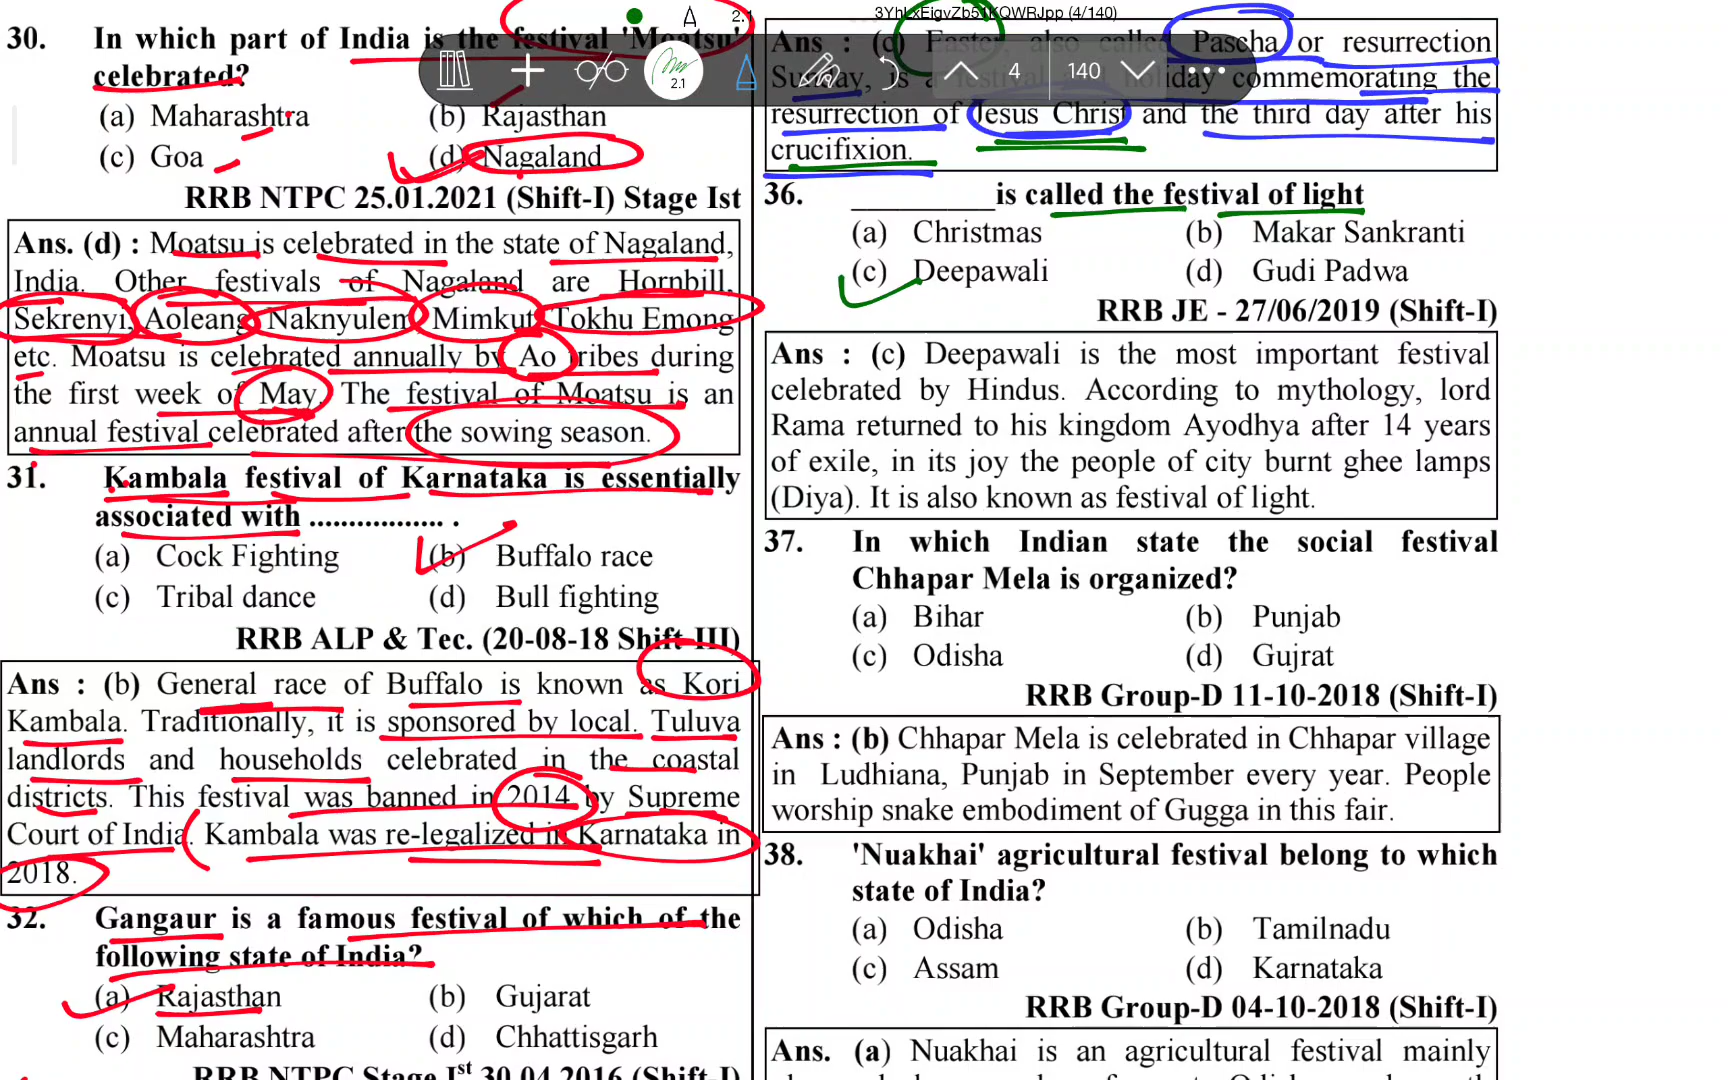 3YhLxEigvZb51KQWRJpp (4/140)
2.1
2.1
4
140
30. In which part of India is the festival 'Moatsu'
celebrated?
(a) Maharashtra (b) Rajasthan
(c) Goa (d) Nagaland
RRB NTPC 25.01.2021 (Shift-I) Stage Ist
Ans. (d) : Moatsu is celebrated in the state of Nagaland,
India. Other festivals of Nagaland are Hornbill,
Sekrenyi, Aoleang, Naknyulem, Mimkut, Tokhu Emong
etc. Moatsu is celebrated annually by Ao tribes during
the first week of May. The festival of Moatsu is an
annual festival celebrated after the sowing season.
31. Kambala festival of Karnataka is essentially
associated with .................. .
(a) Cock Fighting (b) Buffalo race
(c) Tribal dance (d) Bull fighting
RRB ALP & Tec. (20-08-18 Shift-III)
Ans : (b) General race of Buffalo is known as Kori
Kambala. Traditionally, it is sponsored by local. Tuluva
landlords and households celebrated in the coastal
districts. This festival was banned in 2014 by Supreme
Court of India. Kambala was re-legalized in Karnataka in
2018.
32. Gangaur is a famous festival of which of the
following state of India?
(a) Rajasthan (b) Gujarat
(c) Maharashtra (d) Chhattisgarh
RRB NTPC Stage Ist 30.04.2016 (Shift-I)
Ans : (c) Easter, also called Pascha or resurrection
Sunday, is a festival holiday commemorating the
resurrection of Jesus Christ and the third day after his
crucifixion.
36. __________is called the festival of light
(a) Christmas (b) Makar Sankranti
(c) Deepawali (d) Gudi Padwa
RRB JE - 27/06/2019 (Shift-I)
Ans : (c) Deepawali is the most important festival
celebrated by Hindus. According to mythology, lord
Rama returned to his kingdom Ayodhya after 14 years
of exile, in its joy the people of city burnt ghee lamps
(Diya). It is also known as festival of light.
37. In which Indian state the social festival
Chhapar Mela is organized?
(a) Bihar (b) Punjab
(c) Odisha (d) Gujrat
RRB Group-D 11-10-2018 (Shift-I)
Ans : (b) Chhapar Mela is celebrated in Chhapar village
in Ludhiana, Punjab in September every year. People
worship snake embodiment of Gugga in this fair.
38. 'Nuakhai' agricultural festival belong to which
state of India?
(a) Odisha (b) Tamilnadu
(c) Assam (d) Karnataka
RRB Group-D 04-10-2018 (Shift-I)
Ans. (a) Nuakhai is an agricultural festival mainly